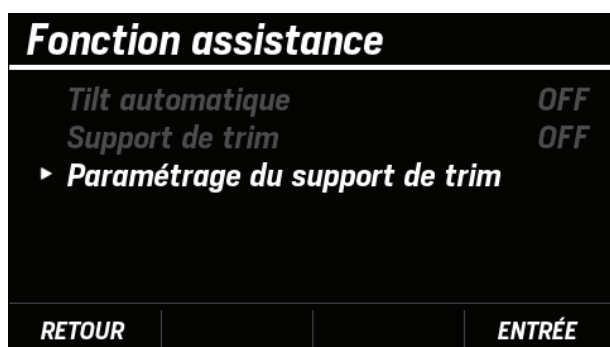 Fonction assistance
Tilt automatique OFF
Support de trim OFF
▸ Paramétrage du support de trim
RETOUR ENTRÉE